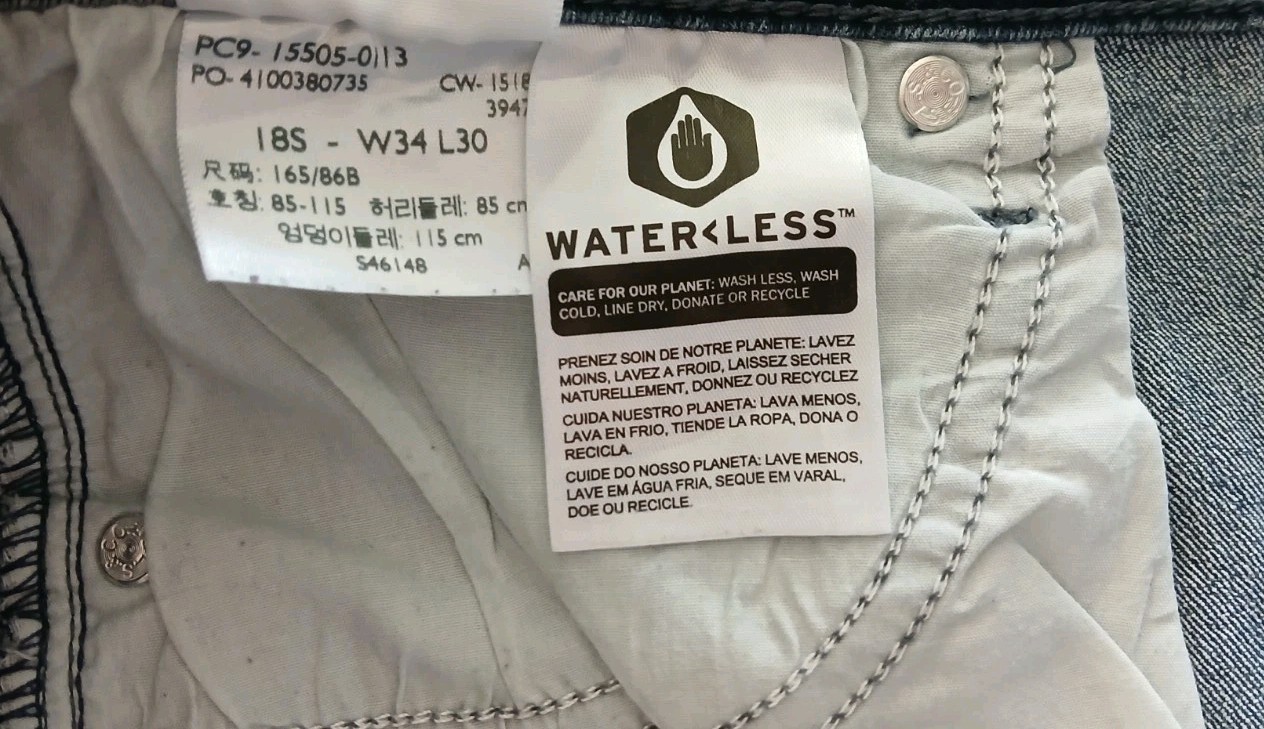 PC9- 15505-0113
PO- 4100380735 CW- 1518
3947
18S - W34 L30
尺码: 165/86B
호칭: 85-115 허리둘레: 85 cm
엉덩이둘레: 115 cm
S46148 A
WATER<LESS™
CARE FOR OUR PLANET: WASH LESS, WASH
COLD, LINE DRY, DONATE OR RECYCLE
PRENEZ SOIN DE NOTRE PLANETE: LAVEZ
MOINS, LAVEZ A FROID, LAISSEZ SECHER
NATURELLEMENT, DONNEZ OU RECYCLEZ
CUIDA NUESTRO PLANETA: LAVA MENOS,
LAVA EN FRIO, TIENDE LA ROPA, DONA O
RECICLA.
CUIDE DO NOSSO PLANETA: LAVE MENOS,
LAVE EM ÁGUA FRIA, SEQUE EM VARAL,
DOE OU RECICLE.